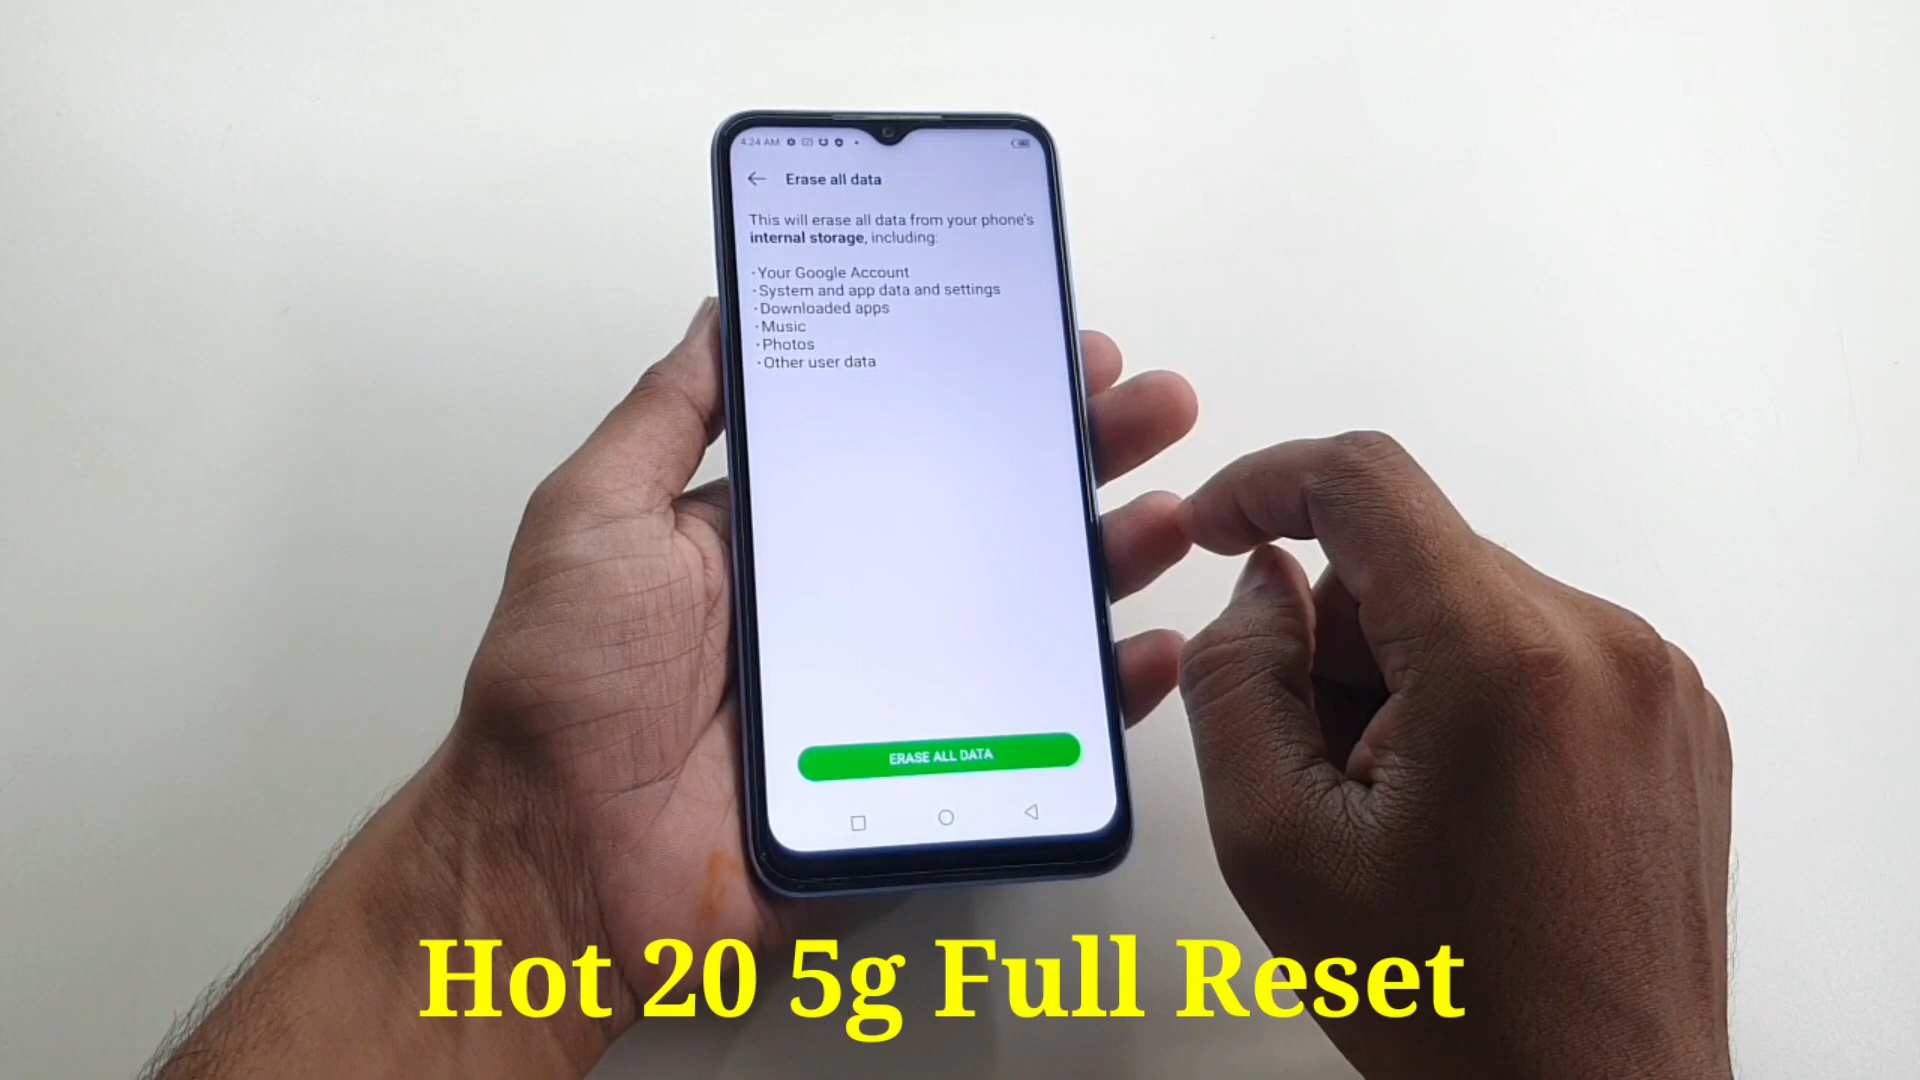 4:24 AM
Erase all data
This will erase all data from your phone's
internal storage, including:
·Your Google Account
·System and app data and settings
·Downloaded apps
·Music
·Photos
·Other user data
ERASE ALL DATA
Hot 20 5g Full Reset